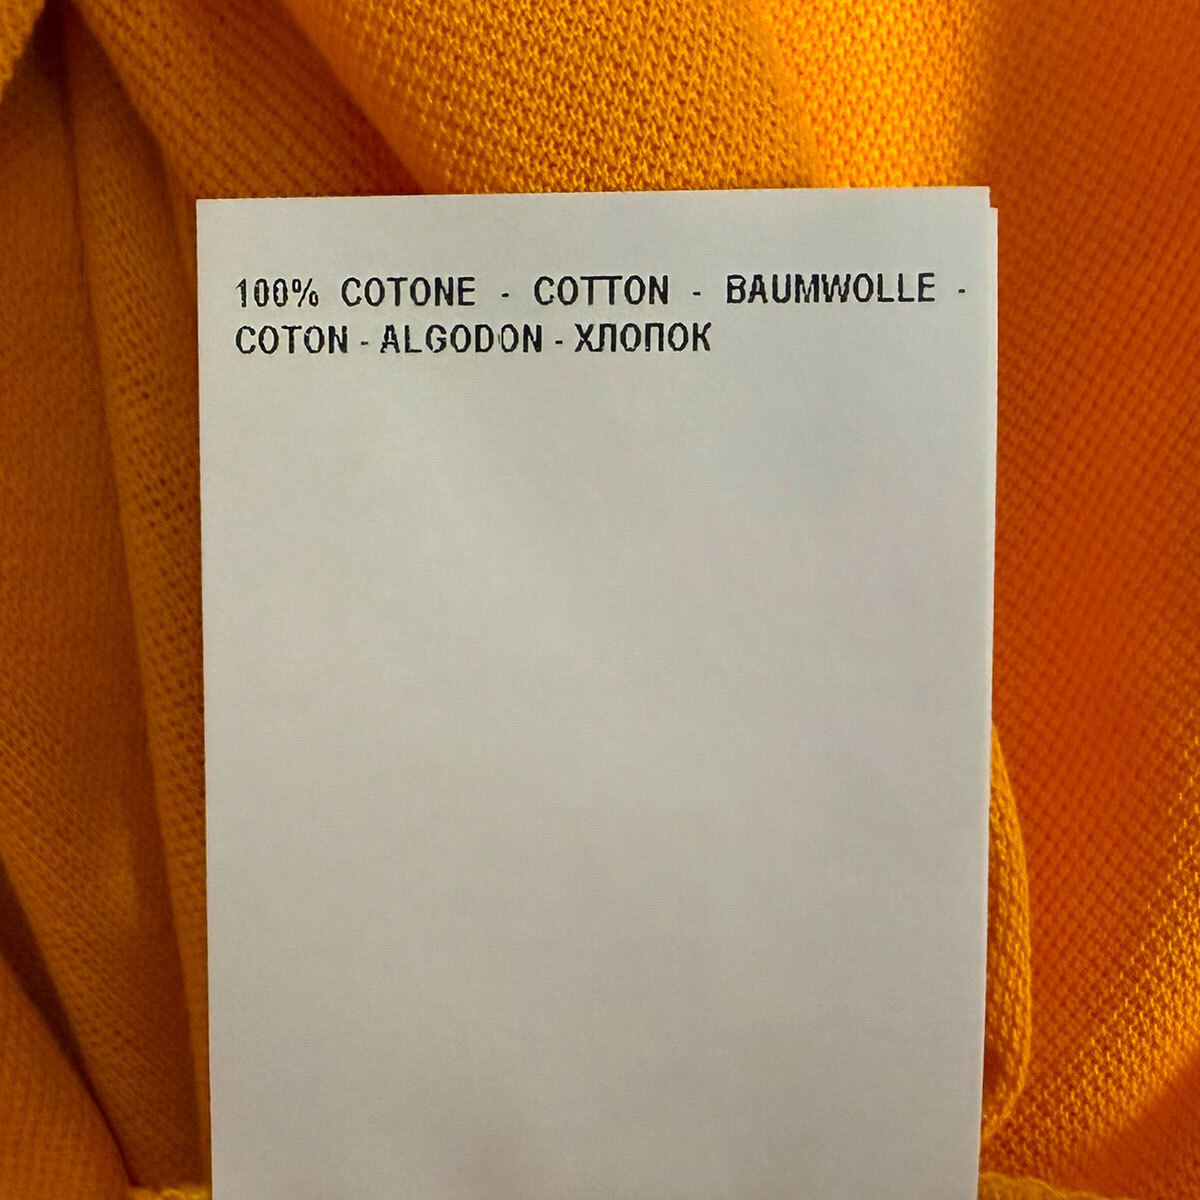 100% COTONE - COTTON - BAUMWOLLE -
COTON - ALGODON - ХЛОПОК